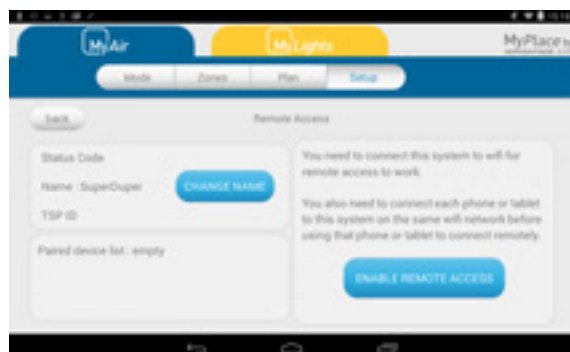 MyAir
MyLights
MyPlace
Mode Zones Plan Setup
back
Remote Access
Status Code
Name : SuperDuper
CHANGE NAME
TSP ID
Paired device list : empty
You need to connect this system to wifi for
remote access to work.
You also need to connect each phone or tablet
to this system on the same wifi network before
using that phone or tablet to connect remotely.
ENABLE REMOTE ACCESS